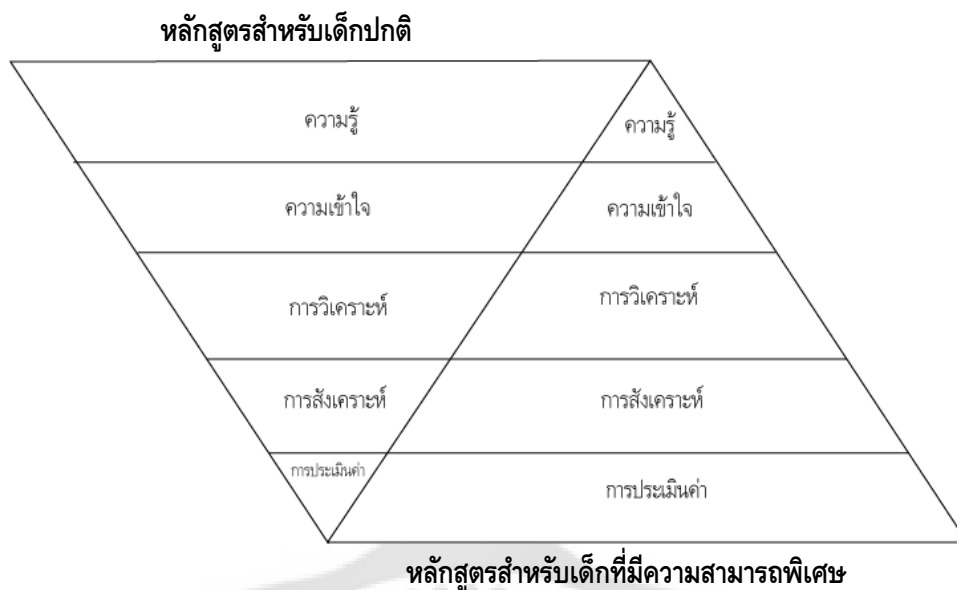 หลักสูตรสำหรับเด็กปกติ
ความรู้ ความรู้
ความเข้าใจ ความเข้าใจ
การวิเคราะห์ การวิเคราะห์
การสังเคราะห์ การสังเคราะห์
การประเมินค่า การประเมินค่า
หลักสูตรสำหรับเด็กที่มีความสามารถพิเศษ